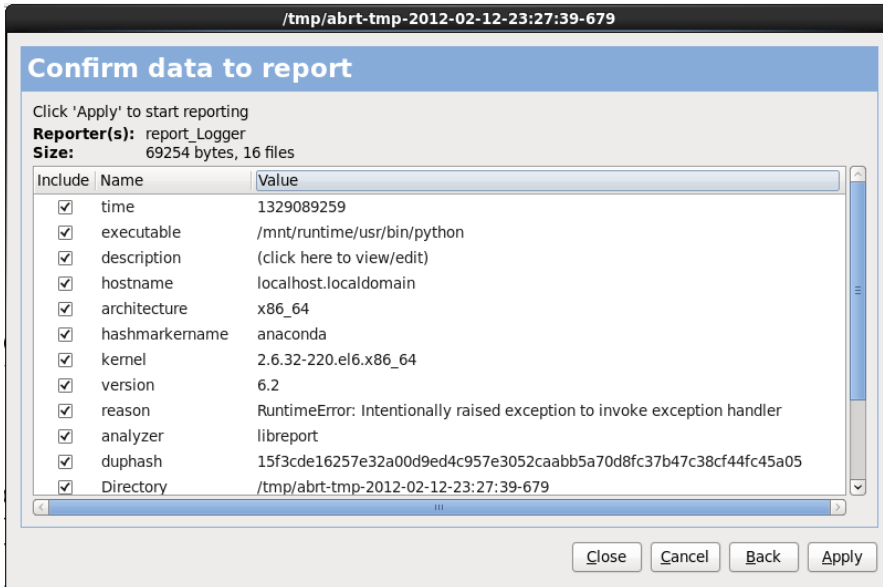 /tmp/abrt-tmp-2012-02-12-23:27:39-679
Confirm data to report
Click 'Apply' to start reporting
Reporter(s): report_Logger
Size: 69254 bytes, 16 files
Include Name Value
time 1329089259
executable /mnt/runtime/usr/bin/python
description (click here to view/edit)
hostname localhost.localdomain
architecture x86_64
hashmarkername anaconda
kernel 2.6.32-220.el6.x86_64
version 6.2
reason RuntimeError: Intentionally raised exception to invoke exception handler
analyzer libreport
duphash 15f3cde16257e32a00d9ed4c957e3052caabb5a70d8fc37b47c38cf44fc45a05
Directory /tmp/abrt-tmp-2012-02-12-23:27:39-679
Close Cancel Back Apply